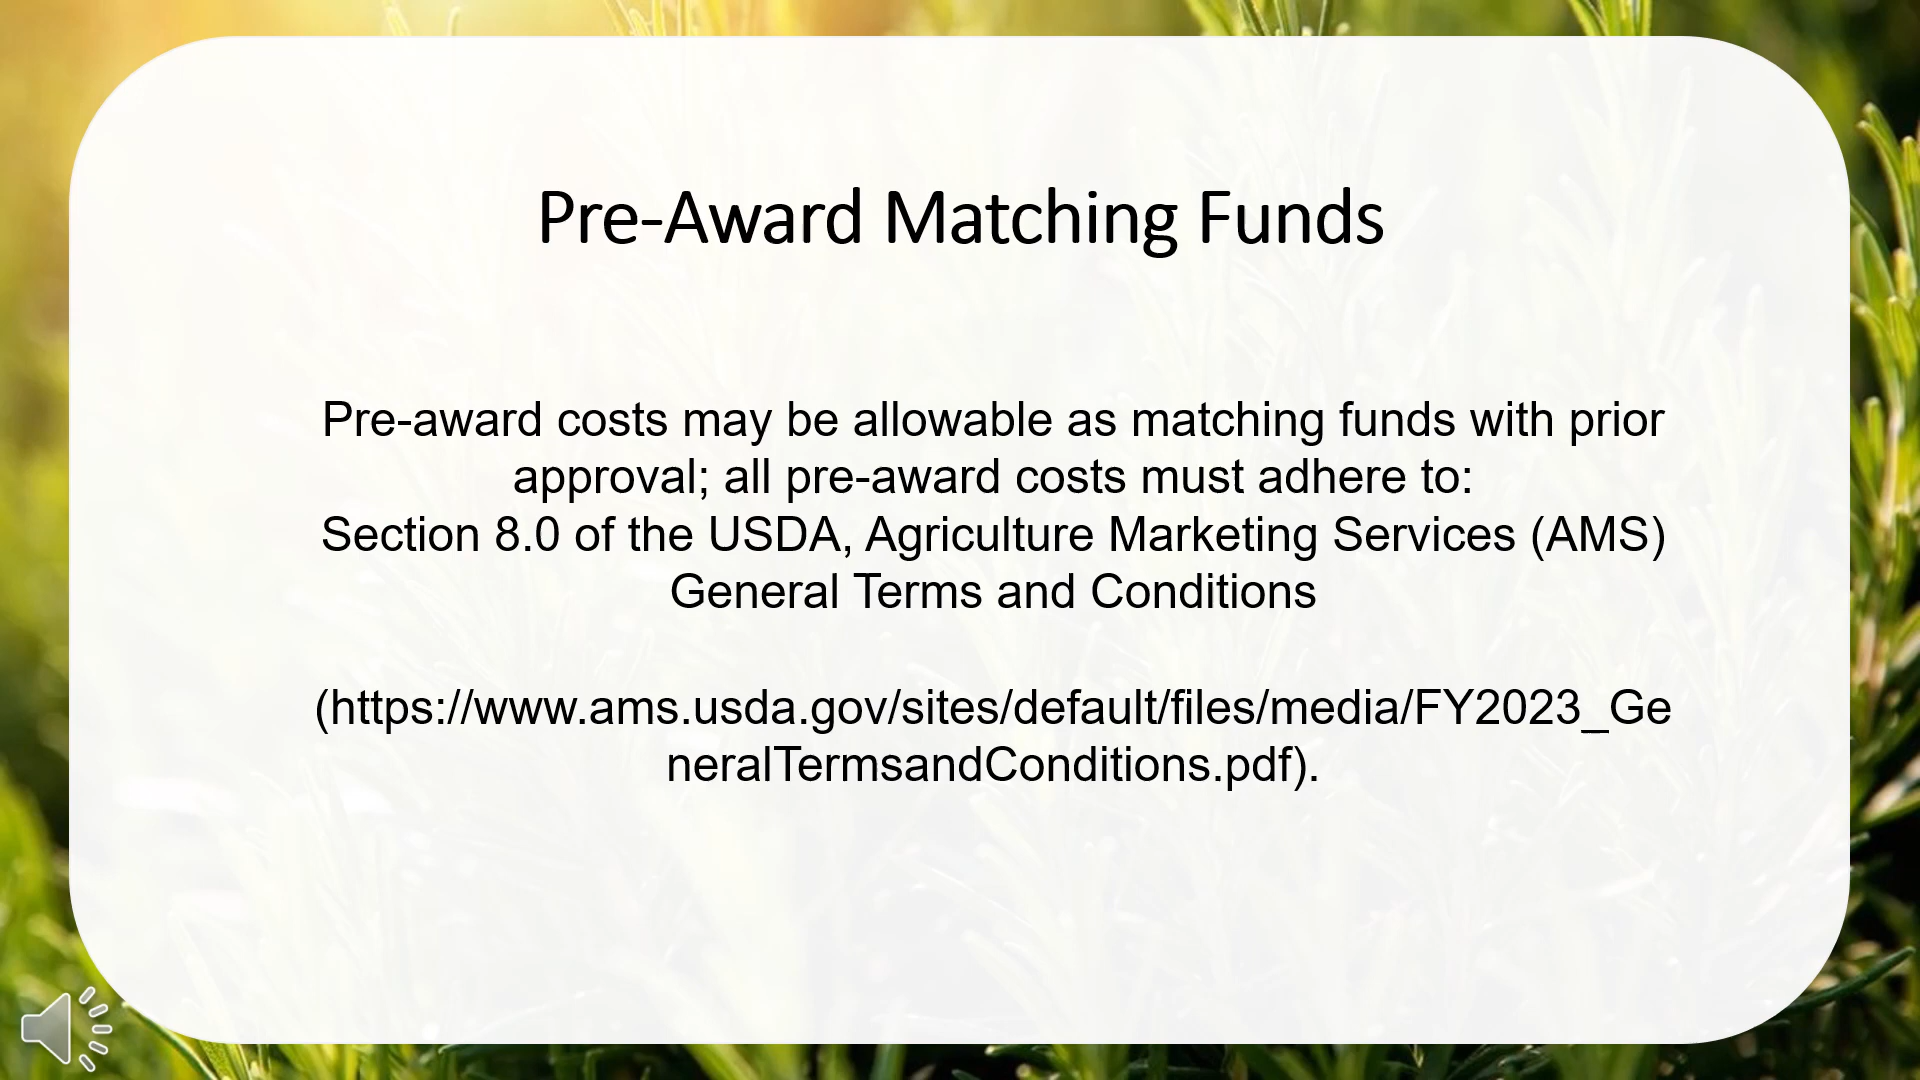 Pre-Award Matching Funds
Pre-award costs may be allowable as matching funds with prior
approval; all pre-award costs must adhere to:
Section 8.0 of the USDA, Agriculture Marketing Services (AMS)
General Terms and Conditions
(https://www.ams.usda.gov/sites/default/files/media/FY2023_Ge
neralTermsandConditions.pdf).